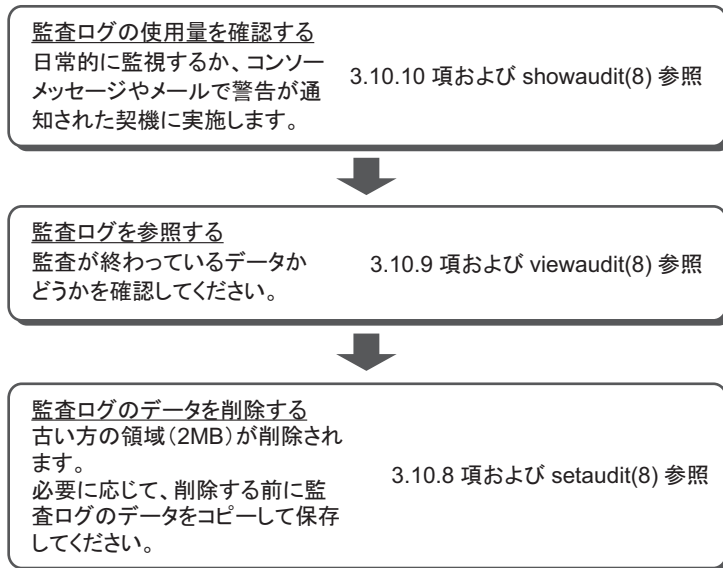 監査ログの使用量を確認する
日常的に監視するか、コンソー
メッセージやメールで警告が通
知された契機に実施します。
3.10.10 項および showaudit(8) 参照
監査ログを参照する
監査が終わっているデータか
どうかを確認してください。
3.10.9 項および viewaudit(8) 参照
監査ログのデータを削除する
古い方の領域(2MB)が削除され
ます。
必要に応じて、削除する前に監
査ログのデータをコピーして保存
してください。
3.10.8 項および setaudit(8) 参照